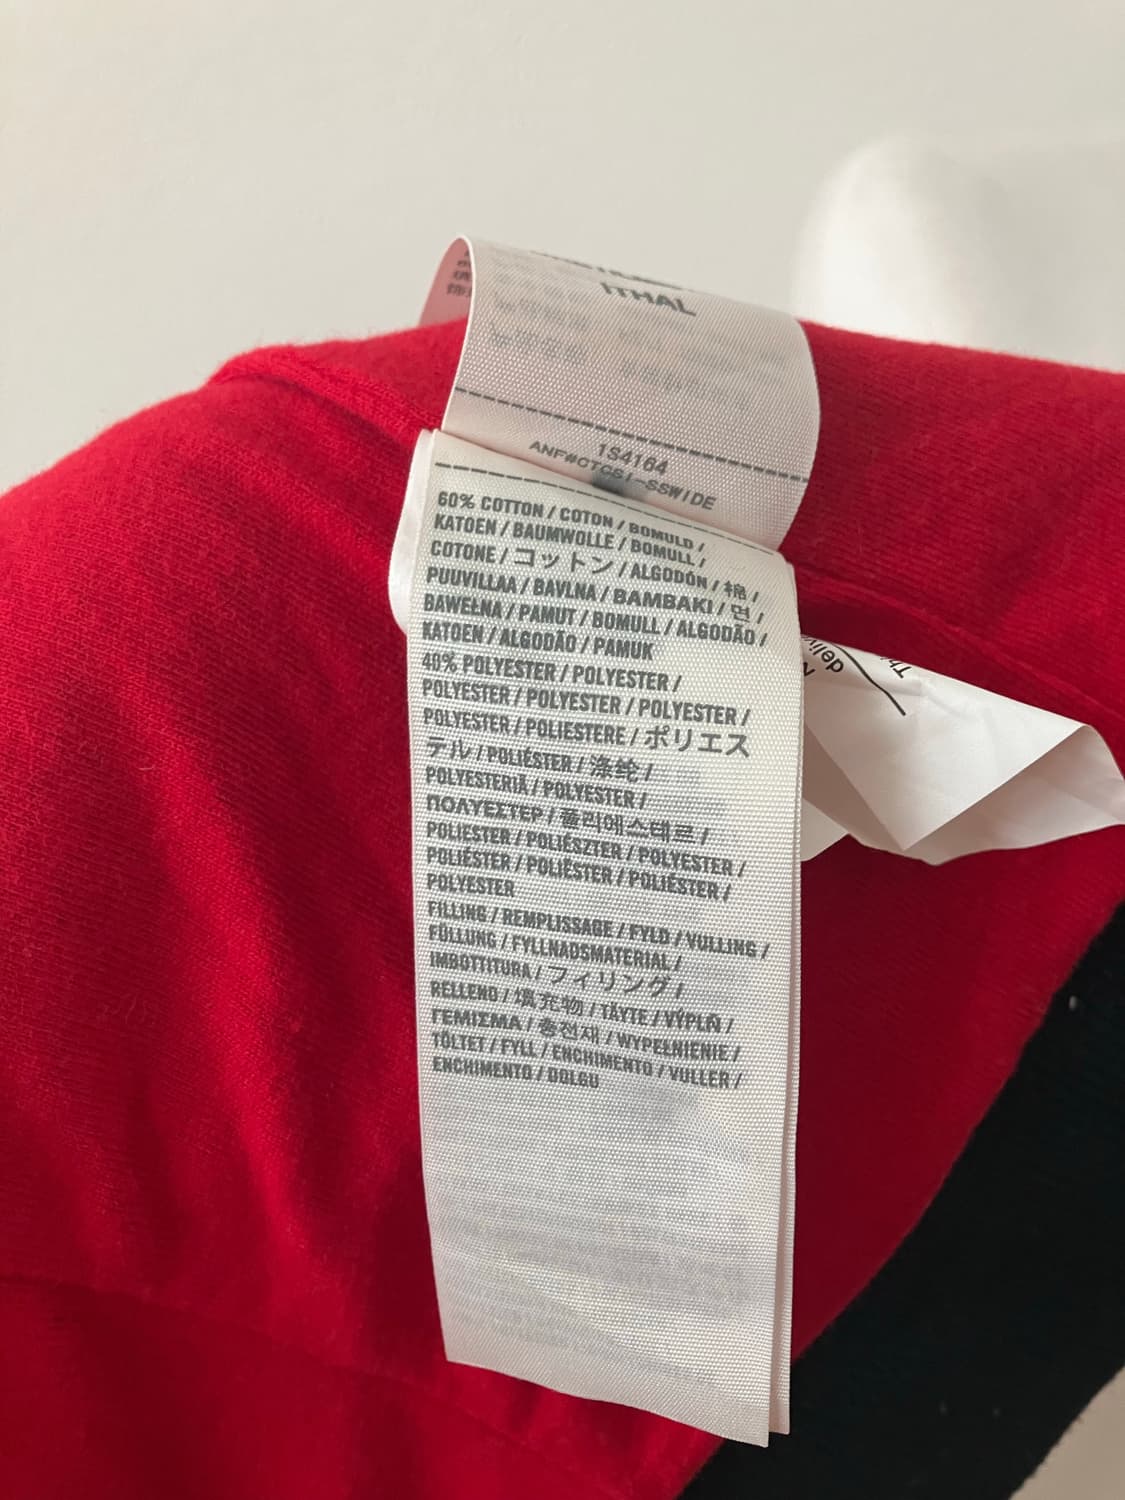 ITHAL
1S4164
ANF#CTCSI-SSWIDE
60% COTTON / COTON / BOMULD /
KATOEN / BAUMWOLLE / BOMULL /
COTONE / コットン / ALGODÓN / 棉 /
PUUVILLAA / BAVLNA / BAMBAKI / 면 /
BAWEŁNA / PAMUT / BOMULL / ALGODÃO /
KATOEN / ALGODÃO / PAMUK
40% POLYESTER / POLYESTER /
POLYESTER / POLYESTER / POLYESTER /
POLYESTER / POLIESTERE / ポリエス
テル / POLIÉSTER / 涤纶 /
POLYESTERIÄ / POLYESTER /
ΠΟΛΥΕΣΤΕΡ / 폴리에스테르 /
POLIESTER / POLIÉSZTER / POLYESTER /
POLIÉSTER / POLIËSTER / POLIÉSTER /
POLYESTER
FILLING / REMPLISSAGE / FYLD / VULLING /
FÜLLUNG / FYLLNADSMATERIAL /
IMBOTTITURA / フィリング /
RELLENO / 填充物 / TÄYTE / VÝPLŇ /
ΓΕΜΙΣΜΑ / 충전재 / WYPEŁNIENIE /
TÖLTET / FYLL / ENCHIMENTO / VULLER /
ENCHIMENTO / DOLGU